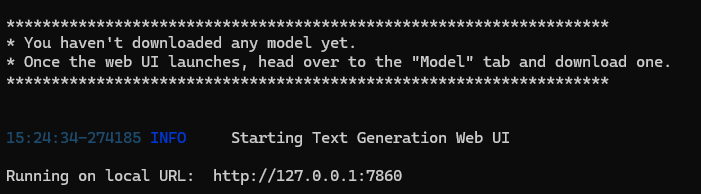 *******************************************************************
* You haven't downloaded any model yet.
* Once the web UI launches, head over to the "Model" tab and download one.
*******************************************************************
15:24:34-274185 INFO     Starting Text Generation Web UI
Running on local URL:  http://127.0.0.1:7860